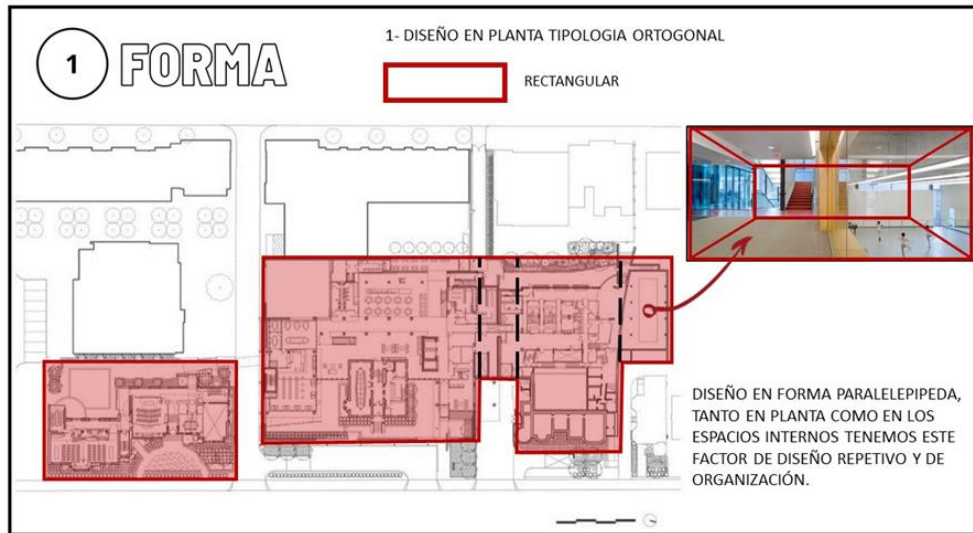 1
FORMA
1- DISEÑO EN PLANTA TIPOLOGIA ORTOGONAL
RECTANGULAR
DISEÑO EN FORMA PARALELEPIPEDA,
TANTO EN PLANTA COMO EN LOS
ESPACIOS INTERNOS TENEMOS ESTE
FACTOR DE DISEÑO REPETIVO Y DE
ORGANIZACIÓN.